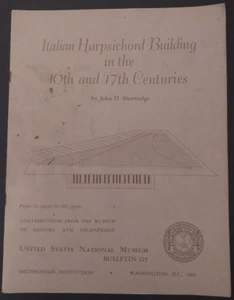 Italian Harpsichord Building
in the
16th and 17th Centuries
by John D. Shortridge
CONTRIBUTIONS FROM THE MUSEUM
OF HISTORY AND TECHNOLOGY
UNITED STATES NATIONAL MUSEUM
BULLETIN 225
SMITHSONIAN INSTITUTION • WASHINGTON, D.C.,